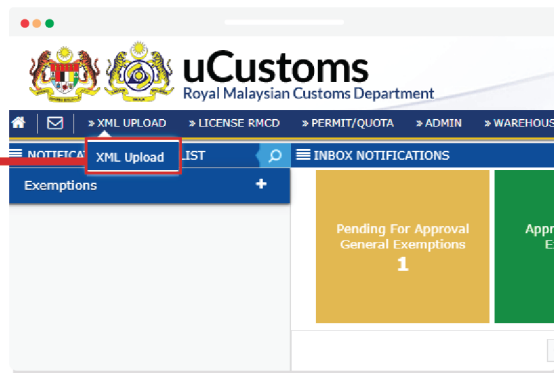 uCustoms
Royal Malaysian Customs Department
» XML UPLOAD » LICENSE RMCD » PERMIT/QUOTA » ADMIN » WAREHOUS
NOTIFICA LIST INBOX NOTIFICATIONS
XML Upload
Exemptions +
Pending For Approval
General Exemptions
1
Appr
E